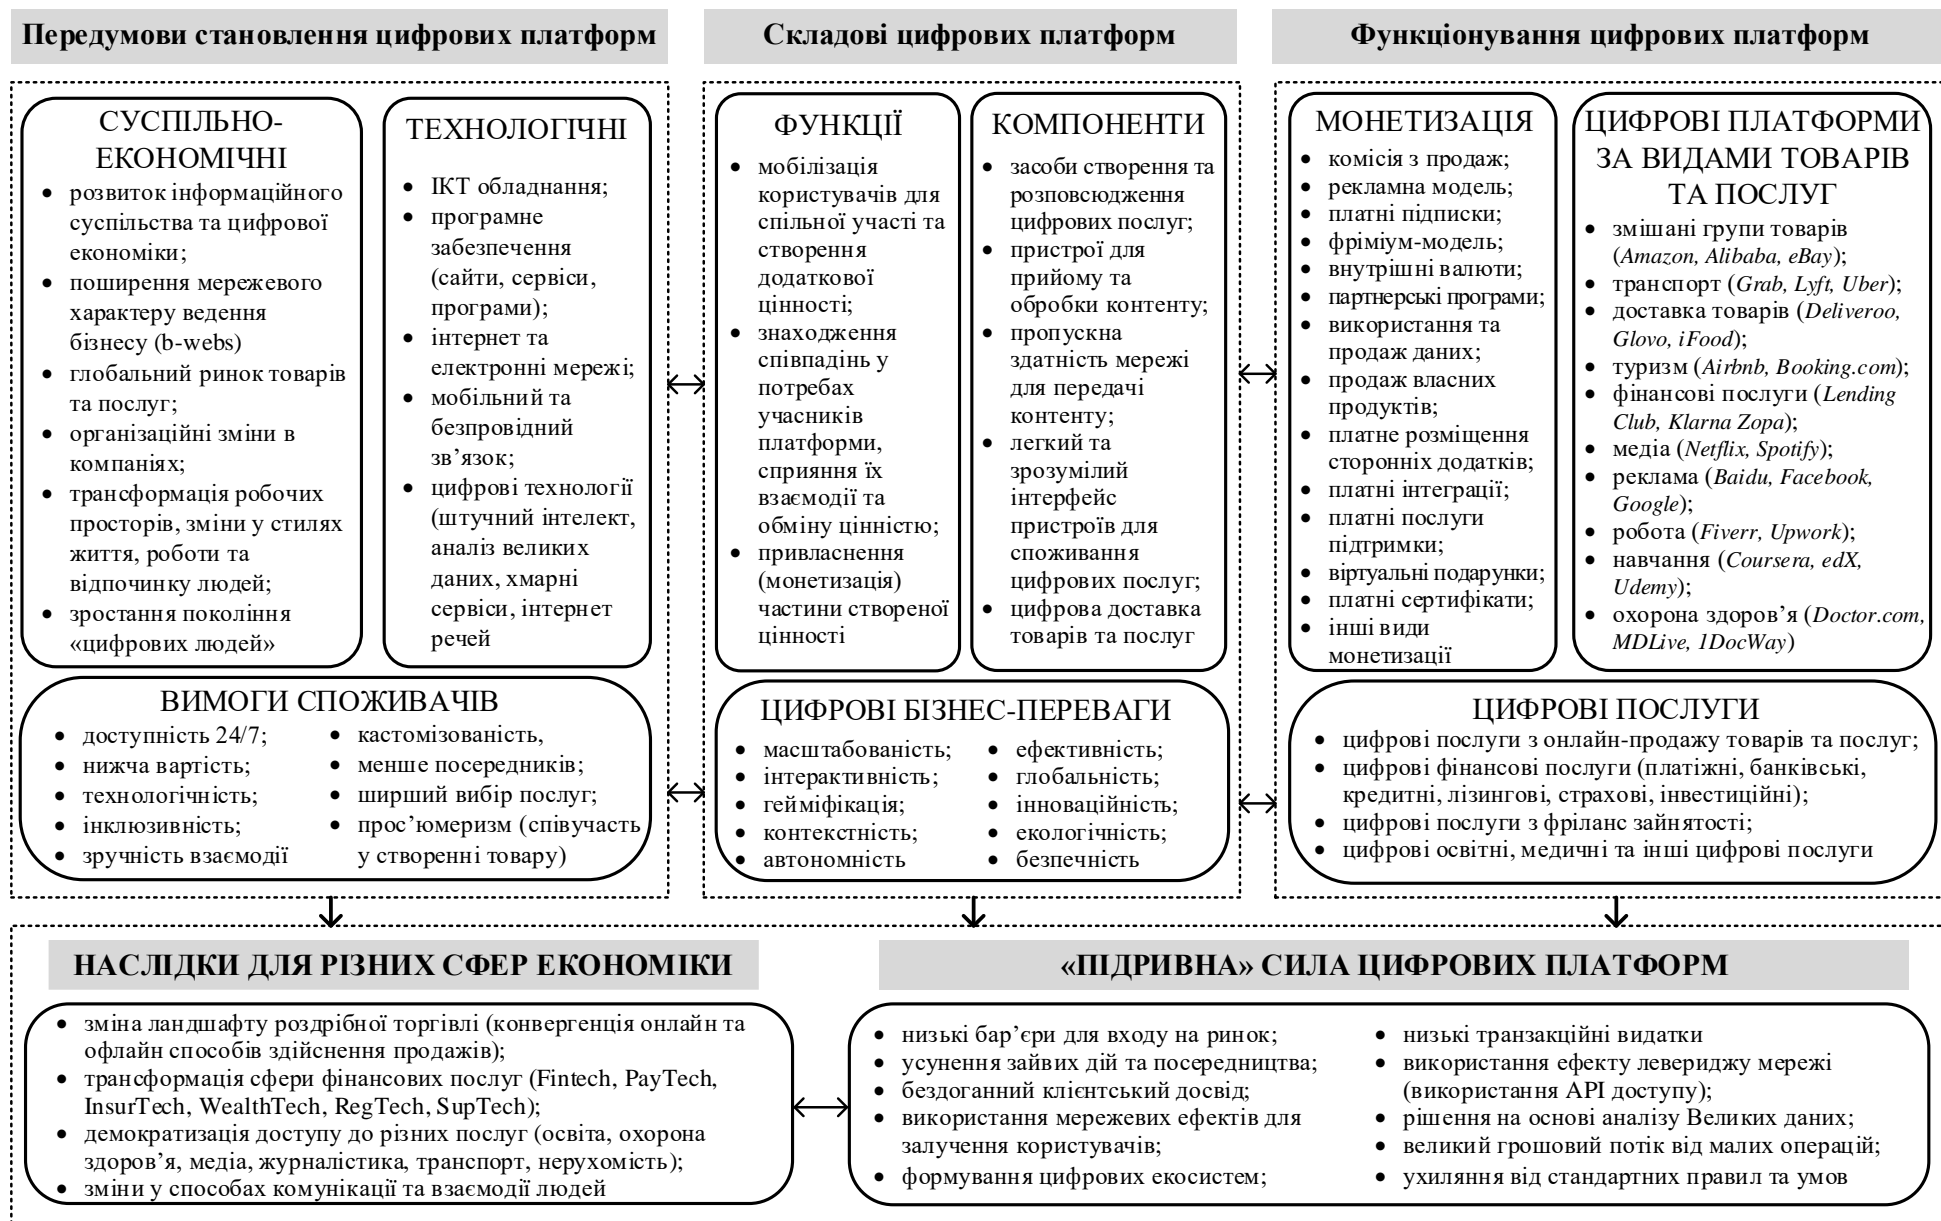 Передумови становлення цифрових платформ
СУСПІЛЬНО-
ЕКОНОМІЧНІ
• розвиток інформаційного
суспільства та цифрової
економіки;
• поширення мережевого
характеру ведення
бізнесу (b-webs)
• глобальний ринок товарів
та послуг;
• організаційні зміни в
компаніях;
• трансформація робочих
просторів, зміни у стилях
життя, роботи та
відпочинку людей;
• зростання покоління
«цифрових людей»
ТЕХНОЛОГІЧНІ
• ІКТ обладнання;
• програмне
забезпечення
(сайти, сервіси,
програми);
• інтернет та
електронні мережі;
• мобільний та
безпровідний
зв’язок;
• цифрові технології
(штучний інтелект,
аналіз великих
даних, хмарні
сервіси, інтернет
речей
ВИМОГИ СПОЖИВАЧІВ
• доступність 24/7;
• нижча вартість;
• технологічність;
• інклюзивність;
• зручність взаємодії
• кастомізованість,
• менше посередників;
• ширший вибір послуг;
• прос’юмеризм (співучасть
у створенні товару)
Складові цифрових платформ
ФУНКЦІЇ
• мобілізація
користувачів для
спільної участі та
створення
додаткової
цінності;
• знаходження
співпадінь у
потребах
учасників
платформи,
сприяння їх
взаємодії та
обміну цінністю;
• привласнення
(монетизація)
частини створеної
цінності
КОМПОНЕНТИ
• засоби створення та
розповсюдження
цифрових послуг;
• пристрої для
прийому та
обробки контенту;
• пропускна
здатність мережі
для передачі
контенту;
• легкий та
зрозумілий
інтерфейс
пристроїв для
споживання
цифрових послуг;
• цифрова доставка
товарів та послуг
ЦИФРОВІ БІЗНЕС-ПЕРЕВАГИ
• масштабованість;
• інтерактивність;
• гейміфікація;
• контекстність;
• автономність
• ефективність;
• глобальність;
• інноваційність;
• екологічність;
• безпечність
Функціонування цифрових платформ
МОНЕТИЗАЦІЯ
• комісія з продаж;
• рекламна модель;
• платні підписки;
• фріміум-модель;
• внутрішні валюти;
• партнерські програми;
• використання та
продаж даних;
• продаж власних
продуктів;
• платне розміщення
сторонніх додатків;
• платні інтеграції;
• платні послуги
підтримки;
• віртуальні подарунки;
• платні сертифікати;
• інші види
монетизації
ЦИФРОВІ ПЛАТФОРМИ
ЗА ВИДАМИ ТОВАРІВ
ТА ПОСЛУГ
• змішані групи товарів
(Amazon, Alibaba, eBay);
• транспорт (Grab, Lyft, Uber);
• доставка товарів (Deliveroo,
Glovo, iFood);
• туризм (Airbnb, Booking.com);
• фінансові послуги (Lending
Club, Klarna Zopa);
• медіа (Netflix, Spotify);
• реклама (Baidu, Facebook,
Google);
• робота (Fiverr, Upwork);
• навчання (Coursera, edX,
Udemy);
• охорона здоров’я (Doctor.com,
MDLive, 1DocWay)
ЦИФРОВІ ПОСЛУГИ
• цифрові послуги з онлайн-продажу товарів та послуг;
• цифрові фінансові послуги (платіжні, банківські,
кредитні, лізингові, страхові, інвестиційні);
• цифрові послуги з фріланс зайнятості;
• цифрові освітні, медичні та інші цифрові послуги
НАСЛІДКИ ДЛЯ РІЗНИХ СФЕР ЕКОНОМІКИ
• зміна ландшафту роздрібної торгівлі (конвергенція онлайн та
офлайн способів здійснення продажів);
• трансформація сфери фінансових послуг (Fintech, PayTech,
InsurTech, WealthTech, RegTech, SupTech);
• демократизація доступу до різних послуг (освіта, охорона
здоров’я, медіа, журналістика, транспорт, нерухомість);
• зміни у способах комунікації та взаємодії людей
«ПІДРИВНА» СИЛА ЦИФРОВИХ ПЛАТФОРМ
• низькі бар’єри для входу на ринок;
• усунення зайвих дій та посередництва;
• бездоганний клієнтський досвід;
• використання мережевих ефектів для
залучення користувачів;
• формування цифрових екосистем;
• низькі транзакційні видатки
• використання ефекту левериджу мережі
(використання API доступу);
• рішення на основі аналізу Великих даних;
• великий грошовий потік від малих операцій;
• ухиляння від стандартних правил та умов